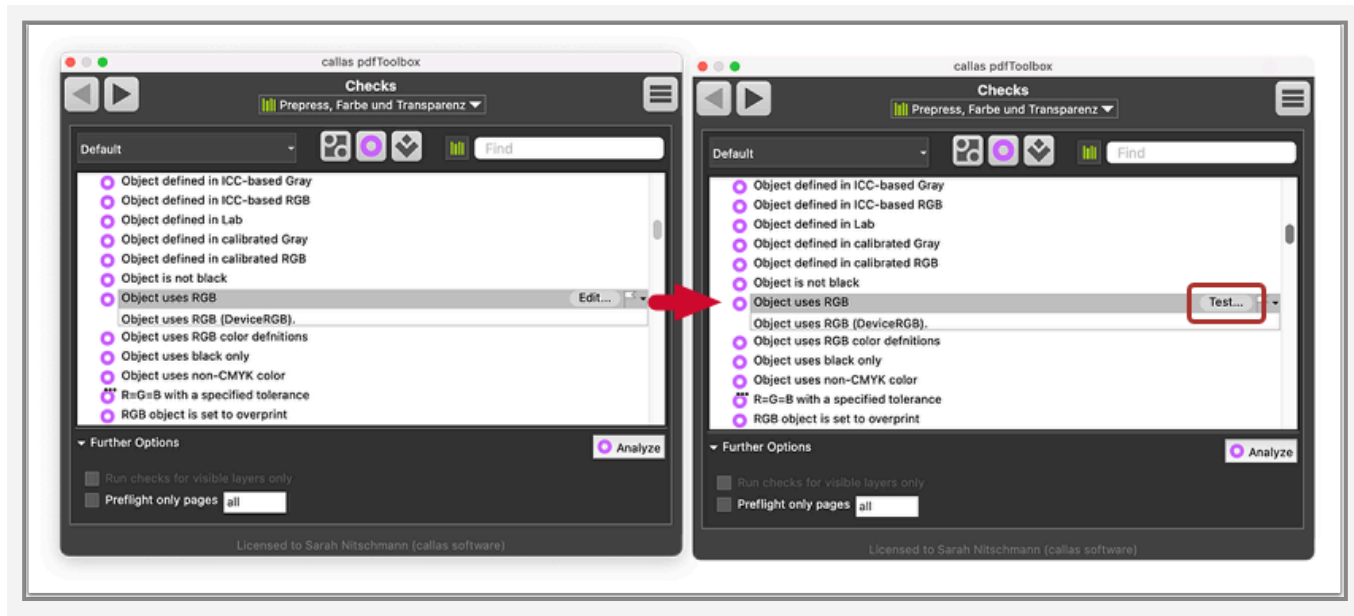 callas pdfToolbox
Checks
Prepress, Farbe und Transparenz
Default
Find
Object defined in ICC-based Gray
Object defined in ICC-based RGB
Object defined in Lab
Object defined in calibrated Gray
Object defined in calibrated RGB
Object is not black
Object uses RGB Edit...
Object uses RGB (DeviceRGB).
Object uses RGB color defnitions
Object uses black only
Object uses non-CMYK color
R=G=B with a specified tolerance
RGB object is set to overprint
Further Options
Analyze
Run checks for visible layers only
Preflight only pages all
Licensed to Sarah Nitschmann (callas software)
callas pdfToolbox
Checks
Prepress, Farbe und Transparenz
Default
Find
Object defined in ICC-based Gray
Object defined in ICC-based RGB
Object defined in Lab
Object defined in calibrated Gray
Object defined in calibrated RGB
Object is not black
Object uses RGB Test...
Object uses RGB (DeviceRGB).
Object uses RGB color defnitions
Object uses black only
Object uses non-CMYK color
R=G=B with a specified tolerance
RGB object is set to overprint
Further Options
Analyze
Run checks for visible layers only
Preflight only pages all
Licensed to Sarah Nitschmann (callas software)